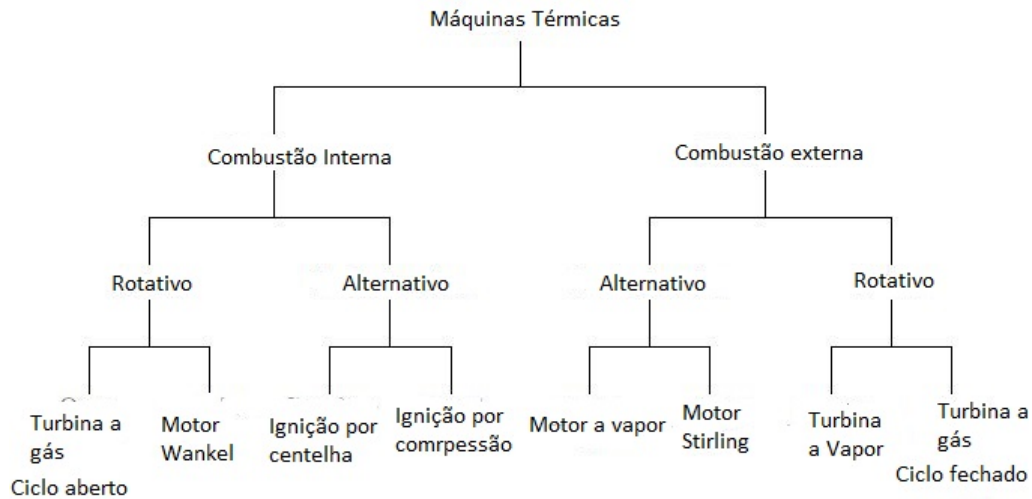 Máquinas Térmicas
Combustão Interna
Combustão externa
Rotativo
Alternativo
Alternativo
Rotativo
Turbina a
gás
Ciclo aberto
Motor
Wankel
Ignição por
centelha
Ignição por
comrpessão
Motor a vapor
Motor
Stirling
Turbina
a Vapor
Turbina a
gás
Ciclo fechado